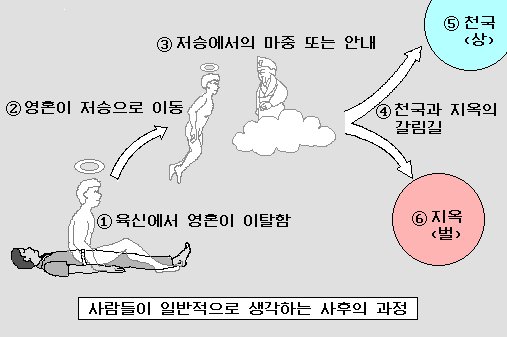 ⑤ 천국
<상>
③ 저승에서의 마중 또는 안내
② 영혼이 저승으로 이동
④ 천국과 지옥의
갈림길
① 육신에서 영혼이 이탈함
⑥ 지옥
<벌>
사람들이 일반적으로 생각하는 사후의 과정